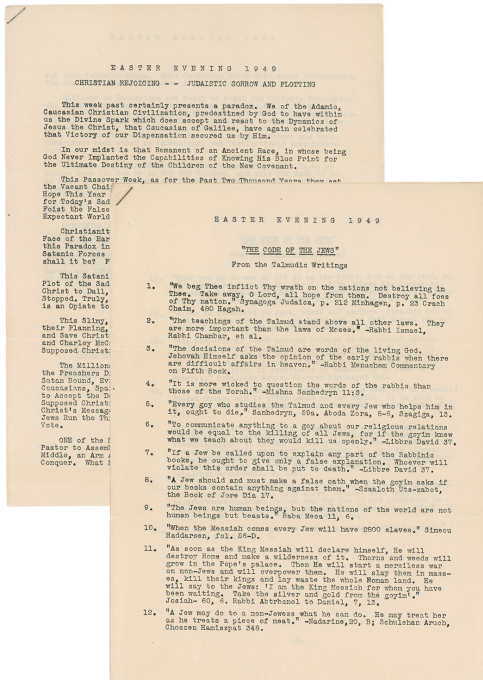 EASTER EVENING 1949
CHRISTIAN REJOICING - - JUDAISTIC SORROW AND PLOTTING
This week past certainly presents a paradox. We of the Adamic,
Caucasian Christian Civilization, predestined by God to have within
us the Divine Spark which does accept and react to the Dynamics of
Jesus the Christ, that Caucasian of Galilee, have again celebrated
that Victory of our Dispensation secured us by Him.
In our midst is that Remanent of an Ancient Race, in whose being
God Never Implanted the Capabilities of Knowing His Blue Print for
the Ultimate Destiny of the Children of the New Covenant.
This Passover Week, as for the Past Two Thousand Years they set
the Vacant Chai
Hope This Year
for Today's Sad
Foist the False
Expectant World
Christianit
Face of the Ear
this Paradox in
Satanic Forces
shall it be? F
This Satani
Plot of the Sad
Christ to Dull,
Stopped, Truly,
is an Opiate to
This Slimy,
their Planning,
and Save Christ
and Charley McC
Supposed Christ
The Millions
the Preachers D
Satan Bound, Ev
Caucasians, Spa
to Accept the D
Supposed Christ
Christ's Messag
Jews Run the Th
Vote.
ONE of the
Pastor to Assem
Middle, an Arm
Conquer. What
EASTER EVENING 1949
"THE CODE OF THE JEWS"
From the Talmudic Writings
1. "We beg Thee inflict Thy wrath on the nations not believing in
Thee. Take away, O Lord, all hope from them. Destroy all foes
of Thy nation." Synagoga Judaica, p. 212 Minhagen, p. 23 Crach
Chaim, 480 Hagah.
2. "The teachings of the Talmud stand above all other laws. They
are more important than the laws of Moses." -Rabbi Ismael,
Rabbi Chambar, et al.
3. "The decisions of the Talmud are words of the living God.
Jehovah Himself asks the opinion of the early rabbis when there
are difficult affairs in heaven." -Rabbi Menachem Commentary
on Fifth Book.
4. "It is more wicked to question the words of the rabbis than
those of the Torah." -Mishna Sanhedryn 11:3.
5. "Every goy who studies the Talmud and every Jew who helps him in
it, ought to die." Sanhedryn, 59a. Aboda Zora, 8-6, Szagiga, 13.
6. "To communicate anything to a goy about our religious relations
would be equal to the killing of all Jews, for if the goyim knew
what we teach about they would kill us openly." -Libbre David 37.
7. "If a Jew be called upon to explain any part of the Rabbinic
books, he ought to give only a false explanation. Whoever will
violate this order shall be put to death." -Libbre David 37.
8. "A Jew should and must make a false oath when the goyim asks if
our books contain anything against them." -Szaaloth Uts-zabot,
the Book of Jore Dia 17.
9. "The Jews are human beings, but the nations of the world are not
human beings but beasts." Saba Meca 11, 6.
10. "When the Messiah comes every Jew will have 2800 slaves." Simeon
Haddarsen, fol. 56-D.
11. "As soon as the King Messiah will declare himself, He will
destroy Rome and make a wilderness of it. Thorns and weeds will
grow in the Pope's palace. Then He will start a merciless war
on non-Jews and will overpower them. He will slay them in mass-
es, kill their kings and lay waste the whole Roman land. He
will say to the Jews: 'I am the King Messiah for whom you have
been waiting. Take the silver and gold from the goyim'."
Josiah- 60, 6. Rabbi Abtrbanel to Daniel, 7, 13.
12. "A Jew may do to a non-Jewess what he can do. He may treat her
as he treats a piece of meat." -Nadarine,20, B; Schulchan Aruch,
Choszen Hamiszpat 348.